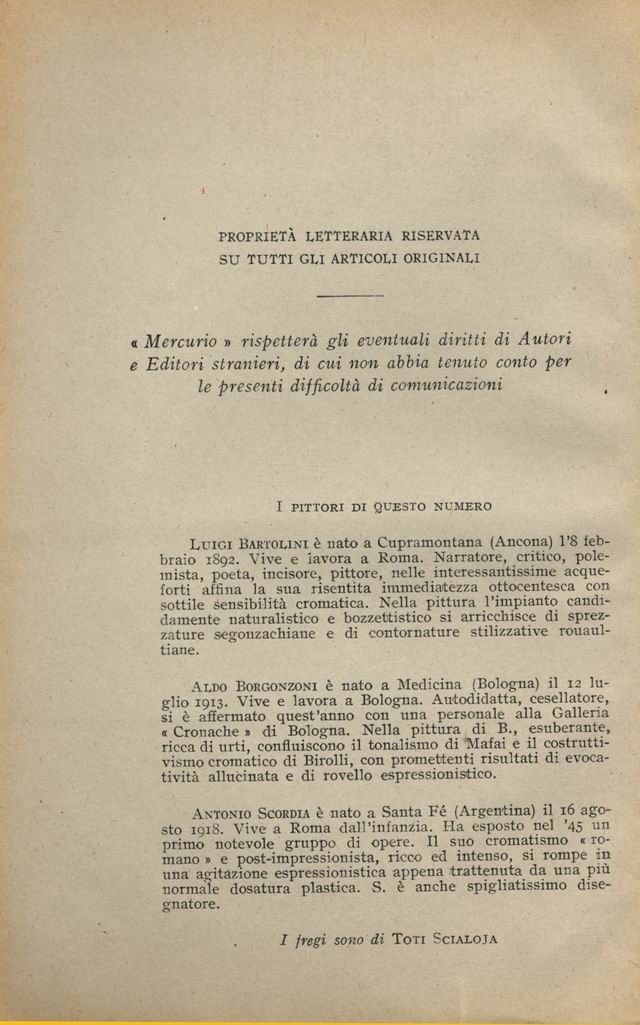 PROPRIETÀ LETTERARIA RISERVATA
SU TUTTI GLI ARTICOLI ORIGINALI
« Mercurio » rispetterà gli eventuali diritti di Autori
e Editori stranieri, di cui non abbia tenuto conto per
le presenti difficoltà di comunicazioni
I PITTORI DI QUESTO NUMERO
LUIGI BARTOLINI è nato a Cupramontana (Ancona) l'8 feb-
braio 1892. Vive e lavora a Roma. Narratore, critico, pole-
mista, poeta, incisore, pittore, nelle interessantissime acque-
forti affina la sua risentita immediatezza ottocentesca con
sottile sensibilità cromatica. Nella pittura l'impianto candi-
damente naturalistico e bozzettistico si arricchisce di sprez-
zature segonzachiane e di contornature stilizzative rouaul-
tiane.
ALDO BORGONZONI è nato a Medicina (Bologna) il 12 lu-
glio 1913. Vive e lavora a Bologna. Autodidatta, cesellatore,
si è affermato quest'anno con una personale alla Galleria
« Cronache » di Bologna. Nella pittura di B., esuberante,
ricca di urti, confluiscono il tonalismo di Mafai e il costrutti-
vismo cromatico di Birolli, con promettenti risultati di evoca-
tività allucinata e di rovello espressionistico.
ANTONIO SCORDIA è nato a Santa Fé (Argentina) il 16 ago-
sto 1918. Vive a Roma dall'infanzia. Ha esposto nel '45 un
primo notevole gruppo di opere. Il suo cromatismo « ro-
mano » e post-impressionista, ricco ed intenso, si rompe in
una agitazione espressionistica appena trattenuta da una più
normale dosatura plastica. S. è anche spigliatissimo dise-
gnatore.
I fregi sono di TOTI SCIALOJA